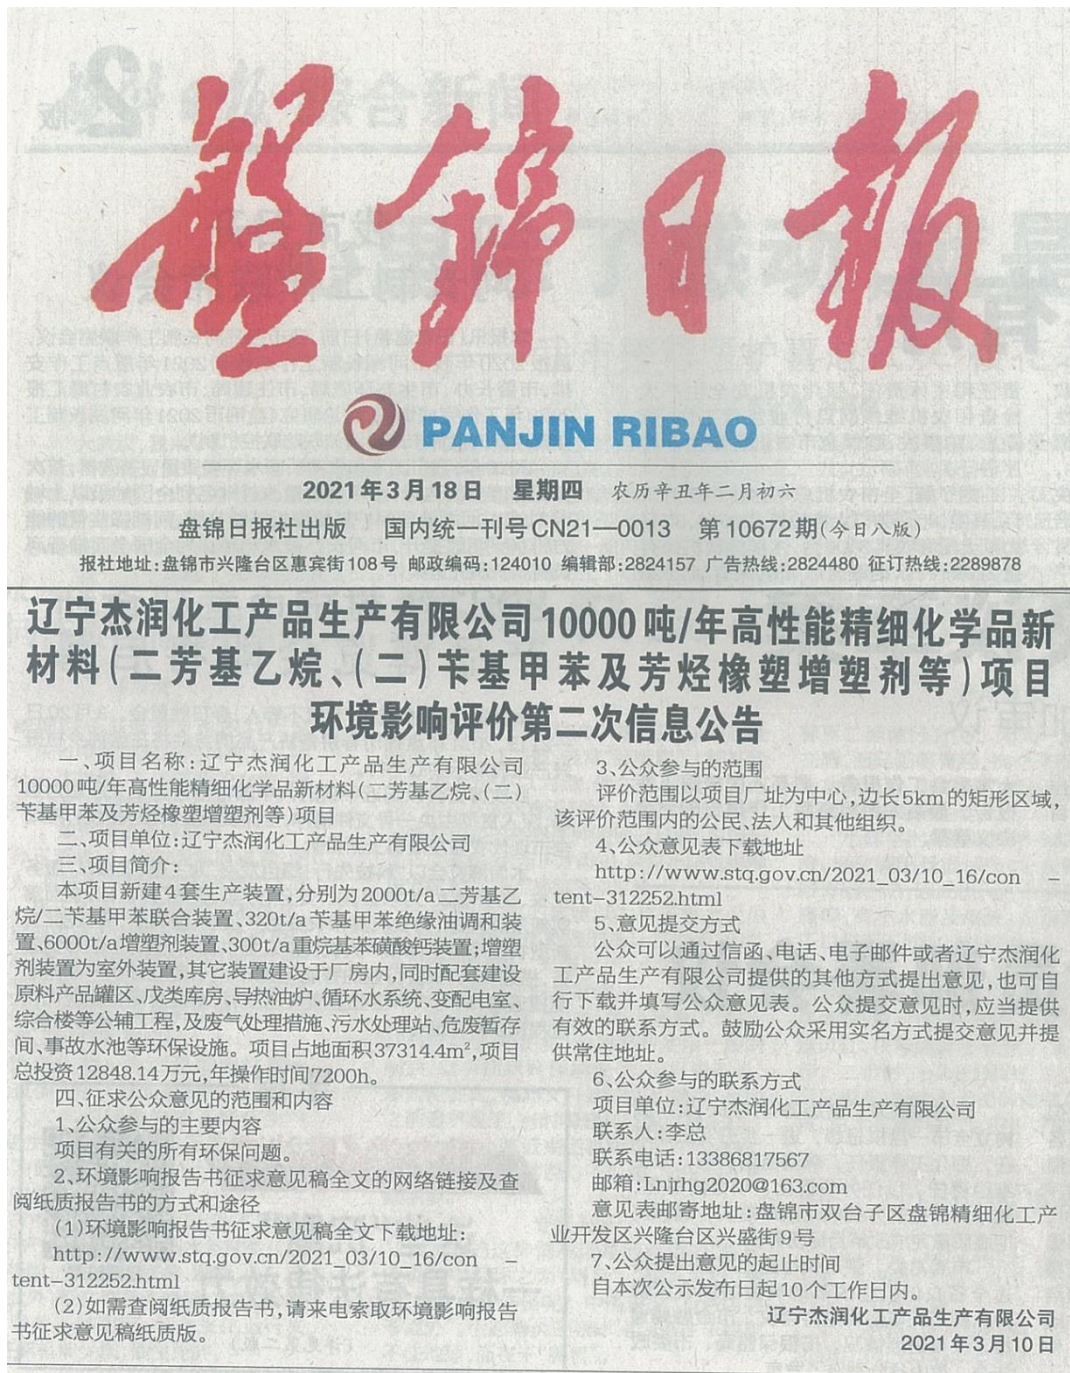 盤錦日報
PANJIN RIBAO
2021年3月18日 星期四 农历辛丑年二月初六
盘锦日报社出版 国内统一刊号CN21—0013 第10672期(今日八版)
报社地址:盘锦市兴隆台区惠宾街108号 邮政编码:124010 编辑部:2824157 广告热线:2824480 征订热线:2289878
辽宁杰润化工产品生产有限公司10000吨/年高性能精细化学品新
材料(二芳基乙烷、(二)苄基甲苯及芳烃橡塑增塑剂等)项目
环境影响评价第二次信息公告
一、项目名称:辽宁杰润化工产品生产有限公司
10000吨/年高性能精细化学品新材料(二芳基乙烷、(二)
苄基甲苯及芳烃橡塑增塑剂等)项目
二、项目单位:辽宁杰润化工产品生产有限公司
三、项目简介:
本项目新建4套生产装置,分别为2000t/a二芳基乙
烷/二苄基甲苯联合装置、320t/a苄基甲苯绝缘油调和装
置、6000t/a增塑剂装置、300t/a重烷基苯磺酸钙装置;增塑
剂装置为室外装置,其它装置建设于厂房内,同时配套建设
原料产品罐区、戊类库房、导热油炉、循环水系统、变配电室、
综合楼等公辅工程,及废气处理措施、污水处理站、危废暂存
间、事故水池等环保设施。项目占地面积37314.4m²,项目
总投资12848.14万元,年操作时间7200h。
四、征求公众意见的范围和内容
1、公众参与的主要内容
项目有关的所有环保问题。
2、环境影响报告书征求意见稿全文的网络链接及查
阅纸质报告书的方式和途径
(1)环境影响报告书征求意见稿全文下载地址:
http://www.stq.gov.cn/2021_03/10_16/con－
tent-312252.html
(2)如需查阅纸质报告书,请来电索取环境影响报告
书征求意见稿纸质版。
3、公众参与的范围
评价范围以项目厂址为中心,边长5km的矩形区域,
该评价范围内的公民、法人和其他组织。
4、公众意见表下载地址
http://www.stq.gov.cn/2021_03/10_16/con－
tent-312252.html
5、意见提交方式
公众可以通过信函、电话、电子邮件或者辽宁杰润化
工产品生产有限公司提供的其他方式提出意见,也可自
行下载并填写公众意见表。公众提交意见时,应当提供
有效的联系方式。鼓励公众采用实名方式提交意见并提
供常住地址。
6、公众参与的联系方式
项目单位:辽宁杰润化工产品生产有限公司
联系人:李总
联系电话:13386817567
邮箱:Lnjrhg2020@163.com
意见表邮寄地址:盘锦市双台子区盘锦精细化工产
业开发区兴隆台区兴盛街9号
7、公众提出意见的起止时间
自本次公示发布日起10个工作日内。
辽宁杰润化工产品生产有限公司
2021年3月10日